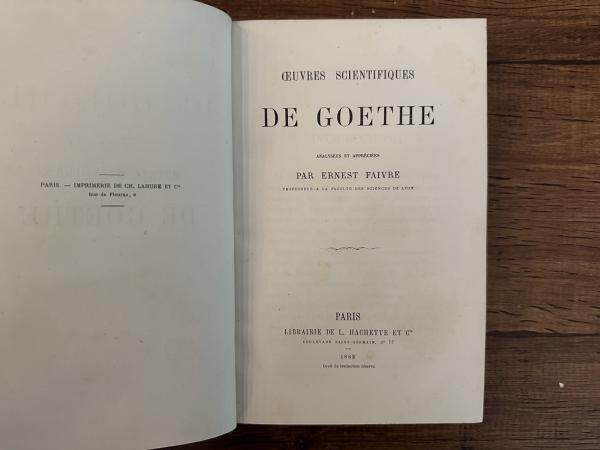 PARIS. — IMPRIMERIE DE CH. LAHURE ET Cie
Rue de Fleurus, 9
ŒUVRES SCIENTIFIQUES
DE GOETHE
ANALYSÉES ET APPRÉCIÉES
PAR ERNEST FAIVRE
PROFESSEUR A LA FACULTÉ DES SCIENCES DE LYON
PARIS
LIBRAIRIE DE L. HACHETTE ET Cie
BOULEVARD SAINT-GERMAIN, N° 77
1862
Droit de traduction réservé